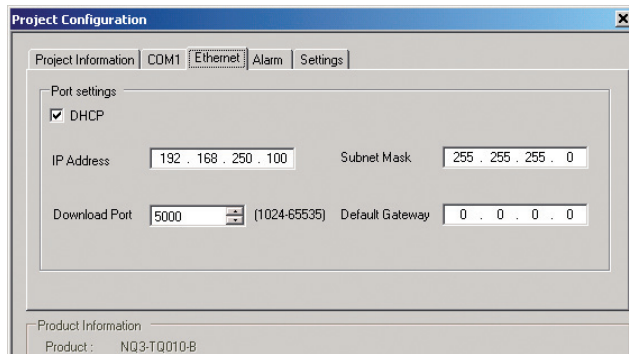 Project Configuration
Project Information COM1 Ethernet Alarm Settings
Port settings
DHCP
IP Address 192 . 168 . 250 . 100 Subnet Mask 255 . 255 . 255 . 0
Download Port 5000 (1024-65535) Default Gateway 0 . 0 . 0 . 0
Product Information
Product : NQ3-TQ010-B